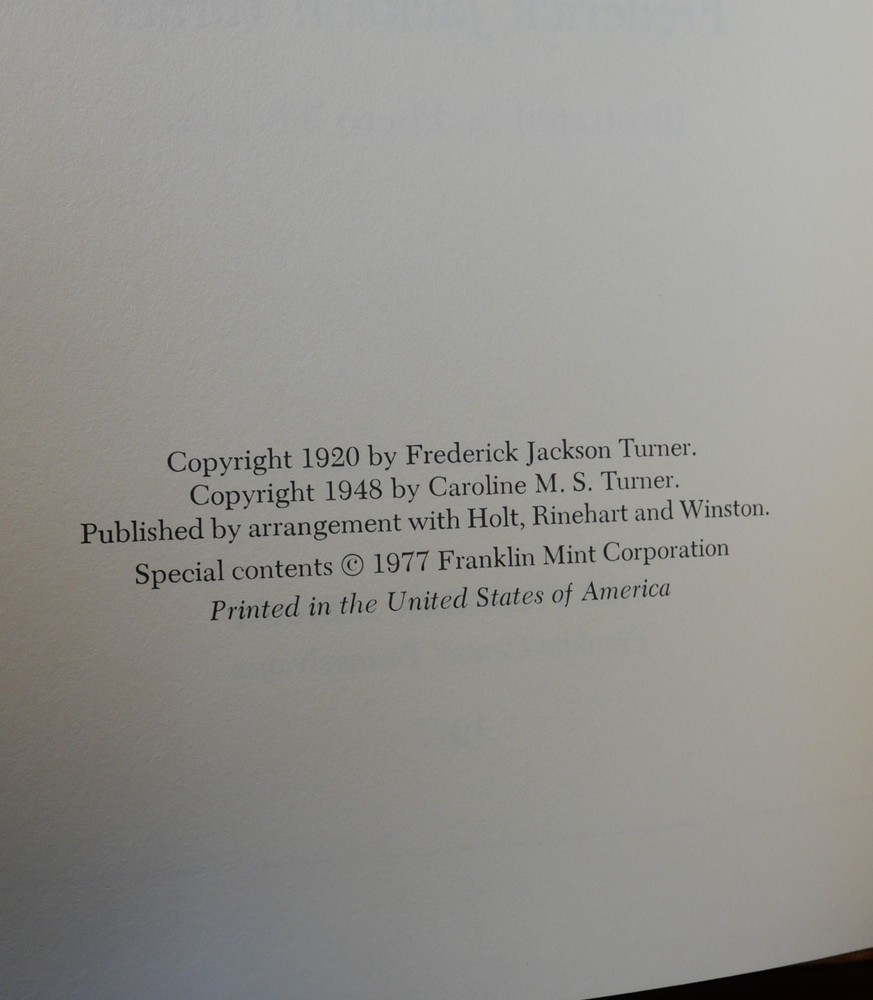 Copyright 1920 by Frederick Jackson Turner.
Copyright 1948 by Caroline M. S. Turner.
Published by arrangement with Holt, Rinehart and Winston.
Special contents © 1977 Franklin Mint Corporation
Printed in the United States of America